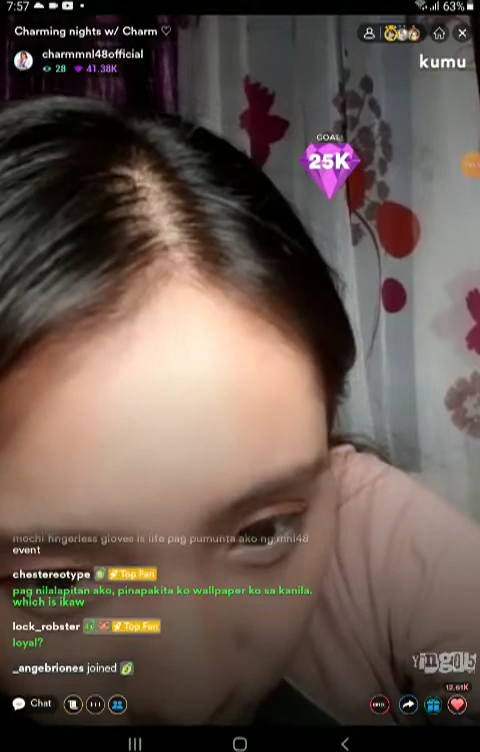 7:57
63%
Charming nights w/ Charm ♡
charmmnl48official
28 41.38K
kumu
GOAL:
25K
mochi fingerless gloves is life pag pumunta ako ng mnl48
event
chestereotype Top Fan
pag nilalapitan ako, pinapakita ko wallpaper ko sa kanila.
which is ikaw
lock_robster Top Fan
loyal?
_angebriones joined
12.61K
Chat